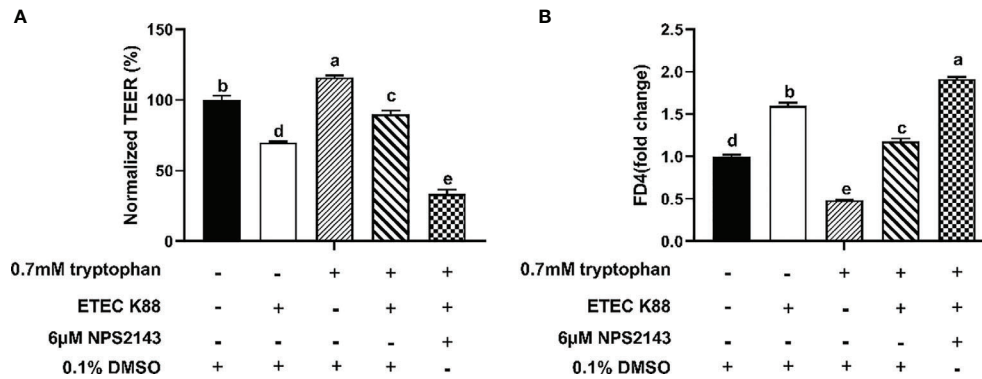 A
Normalized TEER (%)
150
100
50
0
b
d
a
c
e
0.7mM tryptophan - - + + +
ETEC K88 - + - + +
6μM NPS2143 - - - - +
0.1% DMSO + + + + -
B
FD4(fold change)
2.5
2.0
1.5
1.0
0.5
0.0
d
b
e
c
a
0.7mM tryptophan - - + + +
ETEC K88 - + - + +
6μM NPS2143 - - - - +
0.1% DMSO + + + + -